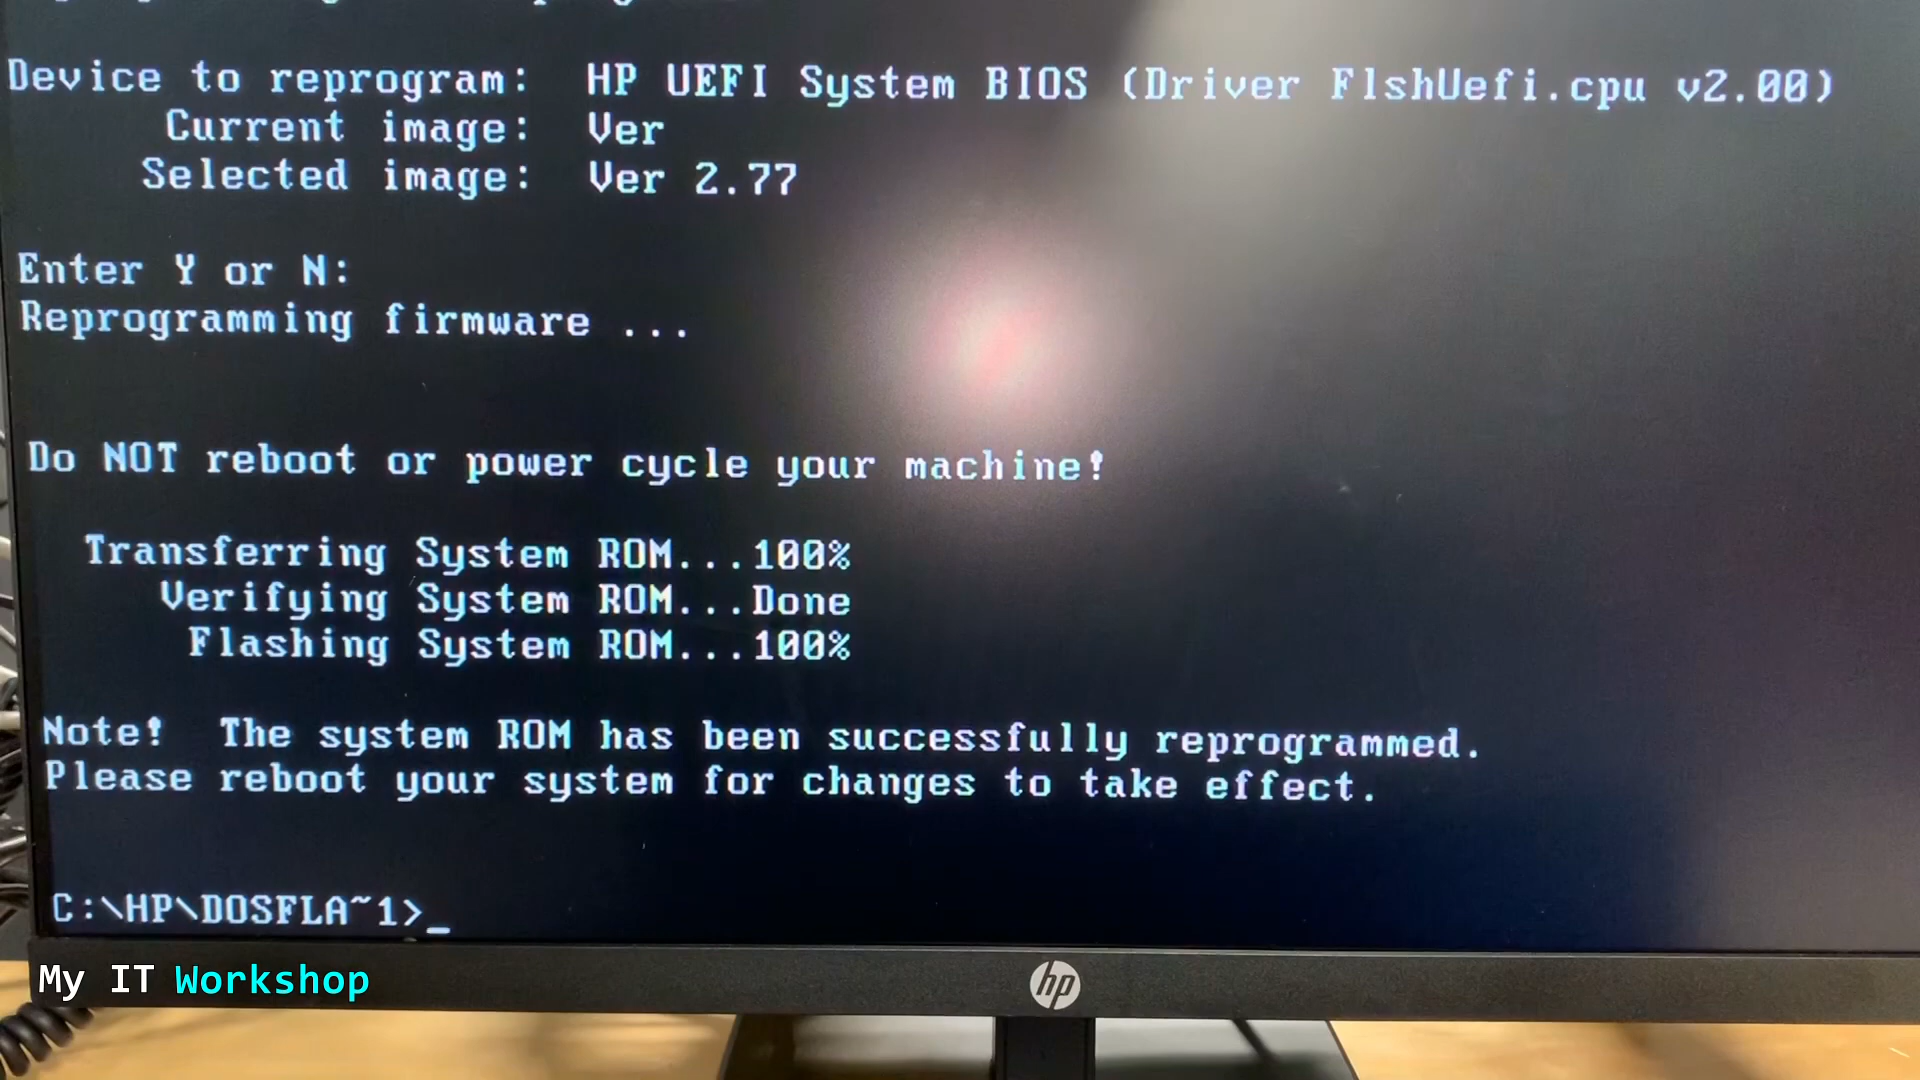 Device to reprogram: HP UEFI System BIOS (Driver FlshUefi.cpu v2.00)
Current image: Ver
Selected image: Ver 2.77
Enter Y or N:
Reprogramming firmware ...
Do NOT reboot or power cycle your machine!
Transferring System ROM...100%
Verifying System ROM...Done
Flashing System ROM...100%
Note! The system ROM has been successfully reprogrammed.
Please reboot your system for changes to take effect.
C:\HP\DOSFLA~1>_
My IT Workshop
hp